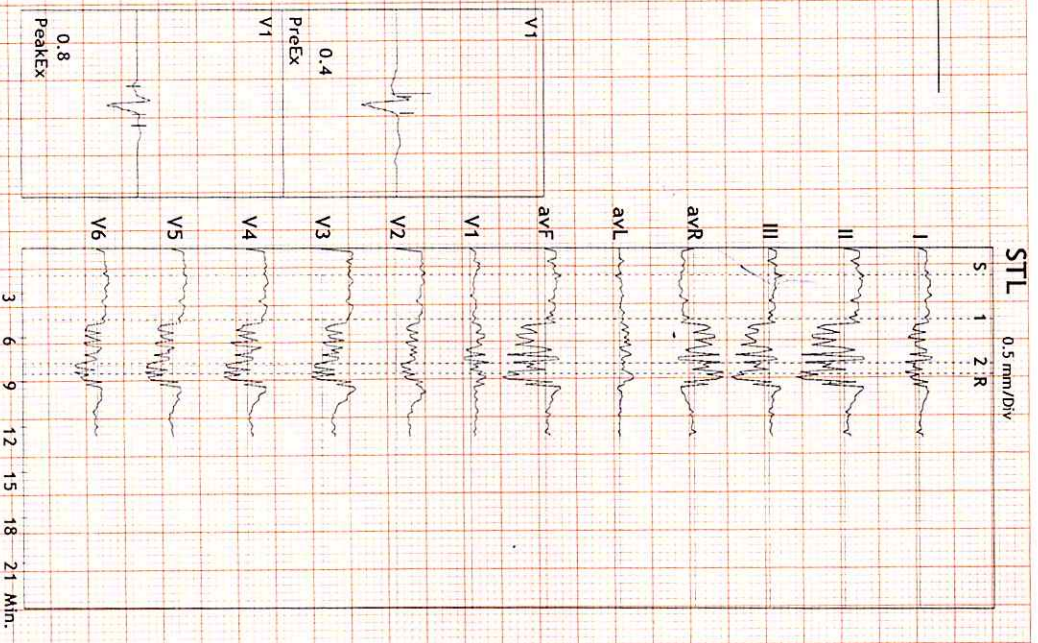 STL 0.5 mm/Div
S 1 2 R
I
II
III
avR
avL
avF
V1
V2
V3
V4
V5
V6
3 6 9 12 15 18 21 Min.
V1
0.4
PreEx
V1
0.8
PeakEx